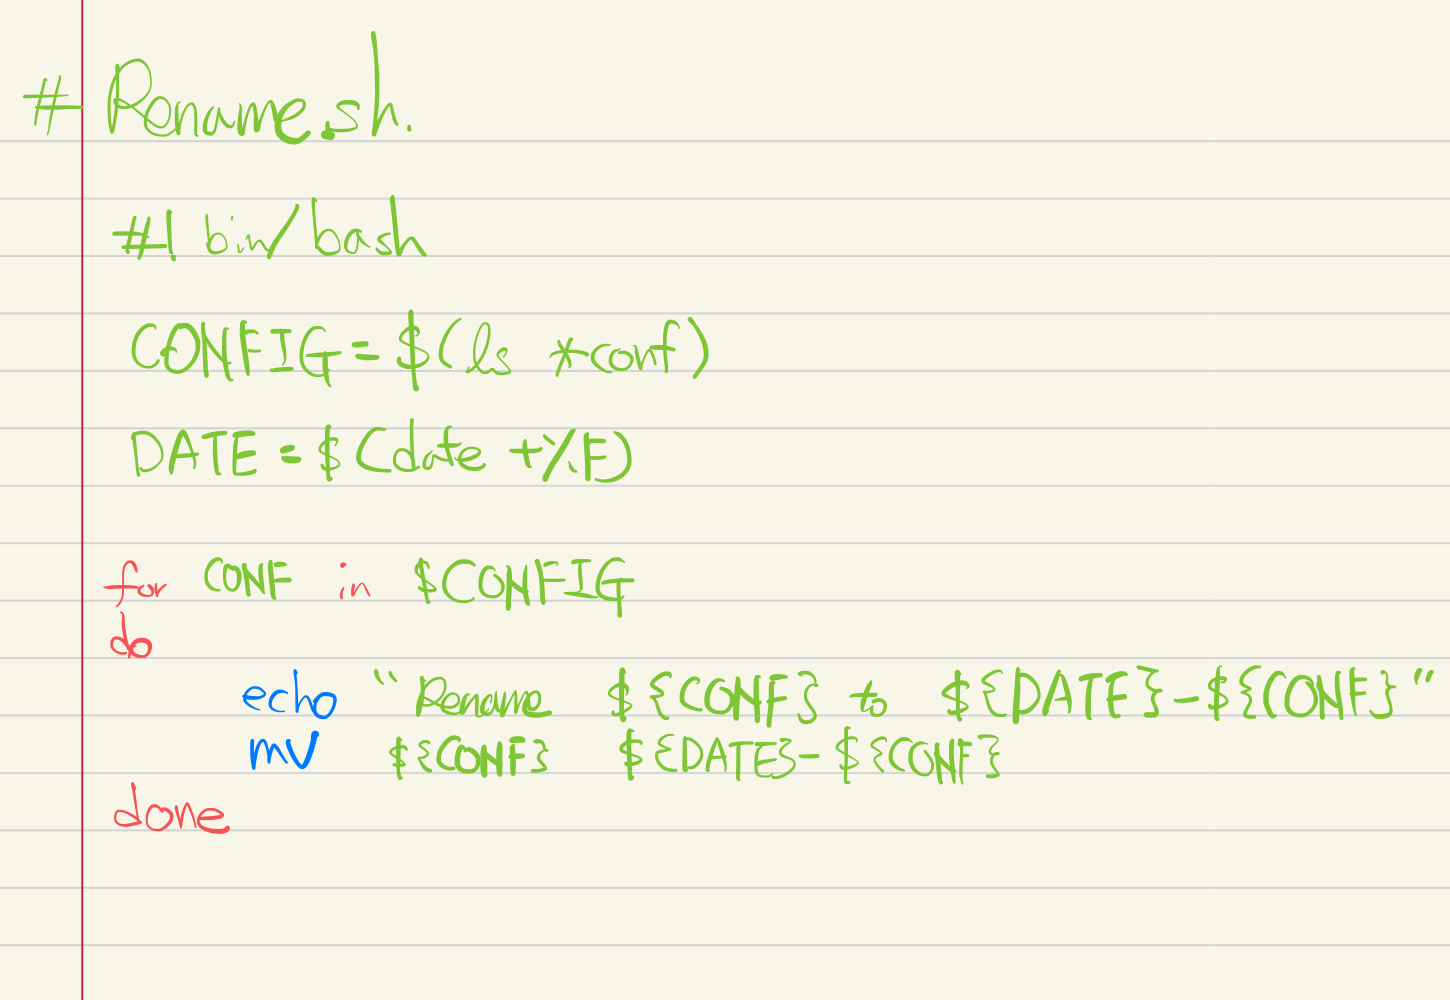 # Rename.sh.
#! bin/bash
CONFIG=$(ls *conf)
DATE=$(date +%F)
for CONF in $CONFIG
do
echo "Rename ${CONF} to ${DATE}-${CONF}"
mv ${CONF} ${DATE}-${CONF}
done